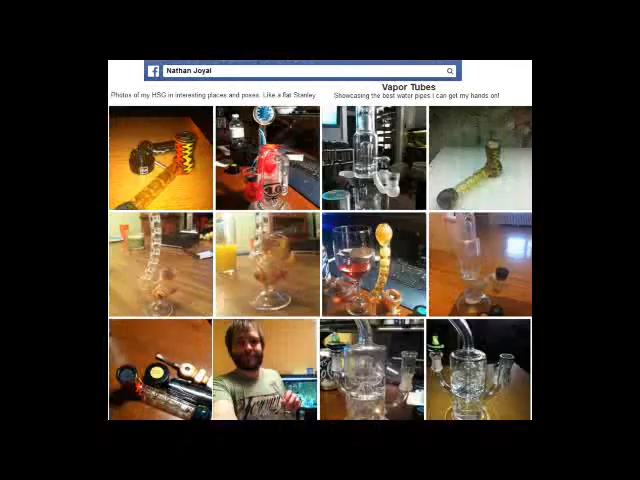 Nathan Joyal
Vapor Tubes
Photos of my HSG in interesting places and poses. Like a flat Stanley
Showcasing the best water pipes I can get my hands on!